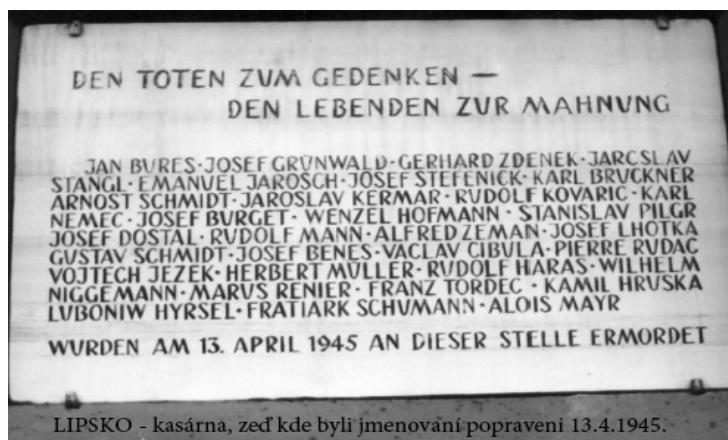 DEN TOTEN ZUM GEDENKEN —
DEN LEBENDEN ZUR MAHNUNG
JAN BURES · JOSEF GRÜNWALD · GERHARD ZDENEK · JARCSLAV
STANGL · EMANUEL JAROSCH · JOSEF STEFENICK · KARL BRUCKNER
ARNOST SCHMIDT · JAROSLAV KERMAR · RUDOLF KOVARIC · KARL
NEMEC · JOSEF BURGET · WENZEL HOFMANN · STANISLAV PILGR
JOSEF DOSTAL · RUDOLF MANN · ALFRED ZEMAN · JOSEF LHOTKA
GUSTAV SCHMIDT · JOSEF BENES · VACLAV CIBULA · PIERRE RUDAC
VOJTECH JEZEK · HERBERT MÜLLER · RUDOLF HARAS · WILHELM
NIGGEMANN · MARUS RENIER · FRANZ TORDEC · KAMIL HRUSKA
LUBONIW HYRSEL · FRATIARK SCHUMANN · ALOIS MAYR
WURDEN AM 13. APRIL 1945 AN DIESER STELLE ERMORDET
LIPSKO - kasárna, zeď kde byli jmenování popraveni 13.4.1945.